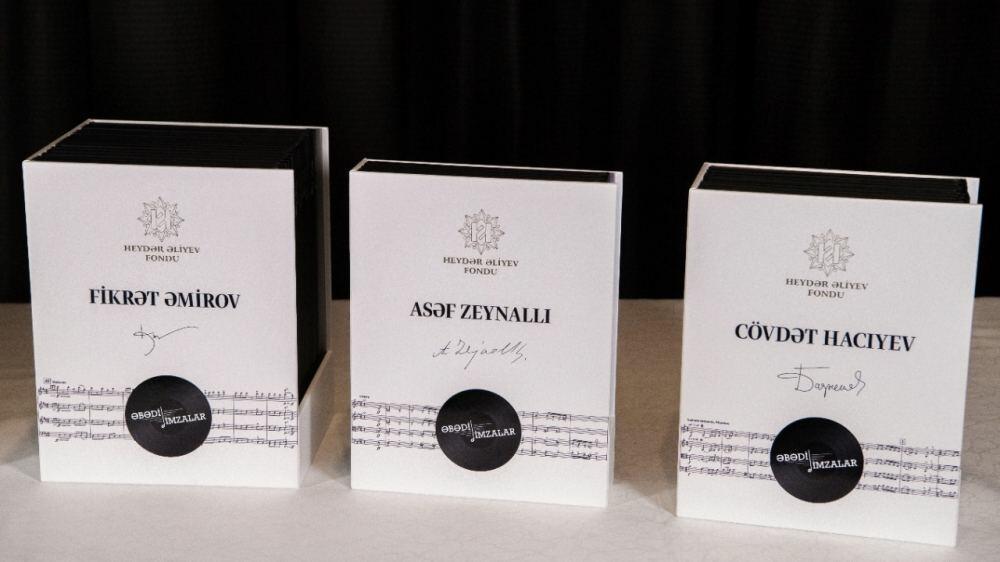 HEYDƏR ƏLİYEV
FONDU
FİKRƏT ƏMİROV
ƏBƏDİ
İMZALAR
HEYDƏR ƏLİYEV
FONDU
ASƏF ZEYNALLI
ƏBƏDİ
İMZALAR
HEYDƏR ƏLİYEV
FONDU
CÖVDƏT HACIYEV
ƏBƏDİ
İMZALAR